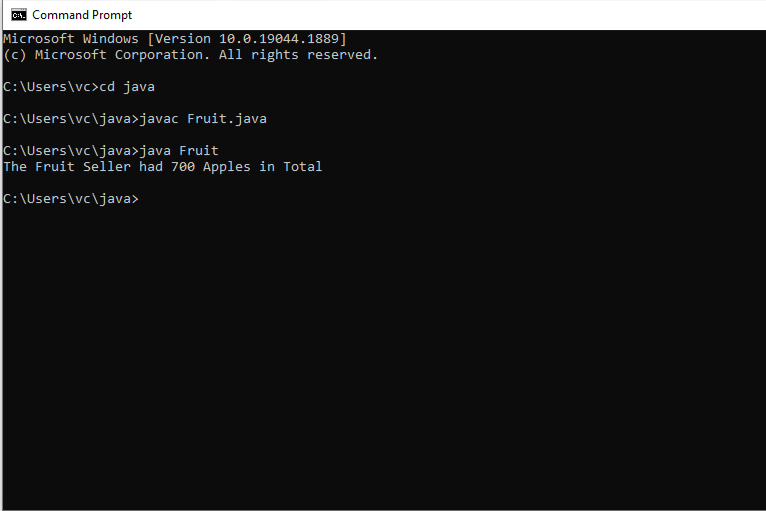 Command Prompt
Microsoft Windows [Version 10.0.19044.1889]
(c) Microsoft Corporation. All rights reserved.
C:\Users\vc>cd java
C:\Users\vc\java>javac Fruit.java
C:\Users\vc\java>java Fruit
The Fruit Seller had 700 Apples in Total
C:\Users\vc\java>